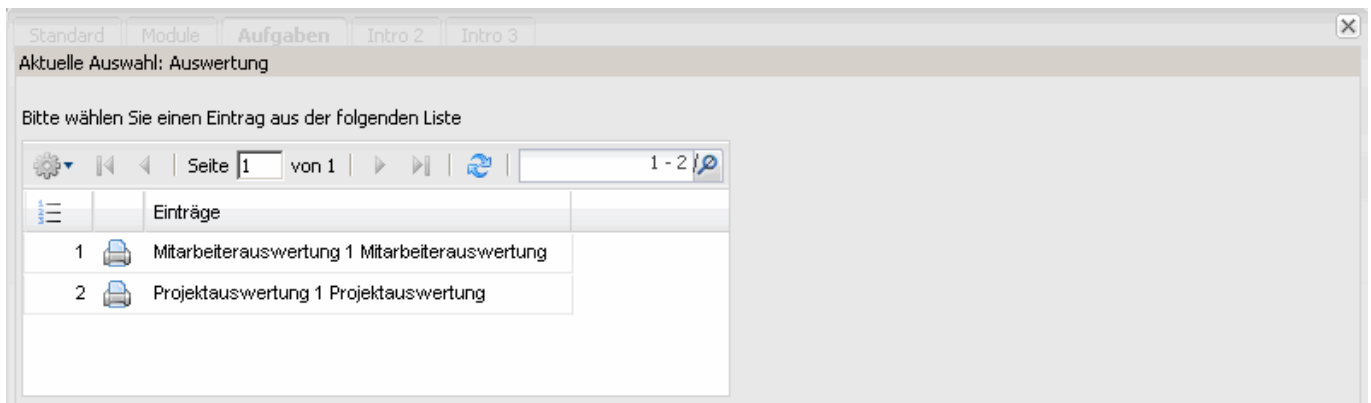 Standard Module Aufgaben Intro 2 Intro 3
Aktuelle Auswahl: Auswertung
Bitte wählen Sie einen Eintrag aus der folgenden Liste
Seite 1 von 1 1 - 2 /
Einträge
1 Mitarbeiterauswertung 1 Mitarbeiterauswertung
2 Projektauswertung 1 Projektauswertung